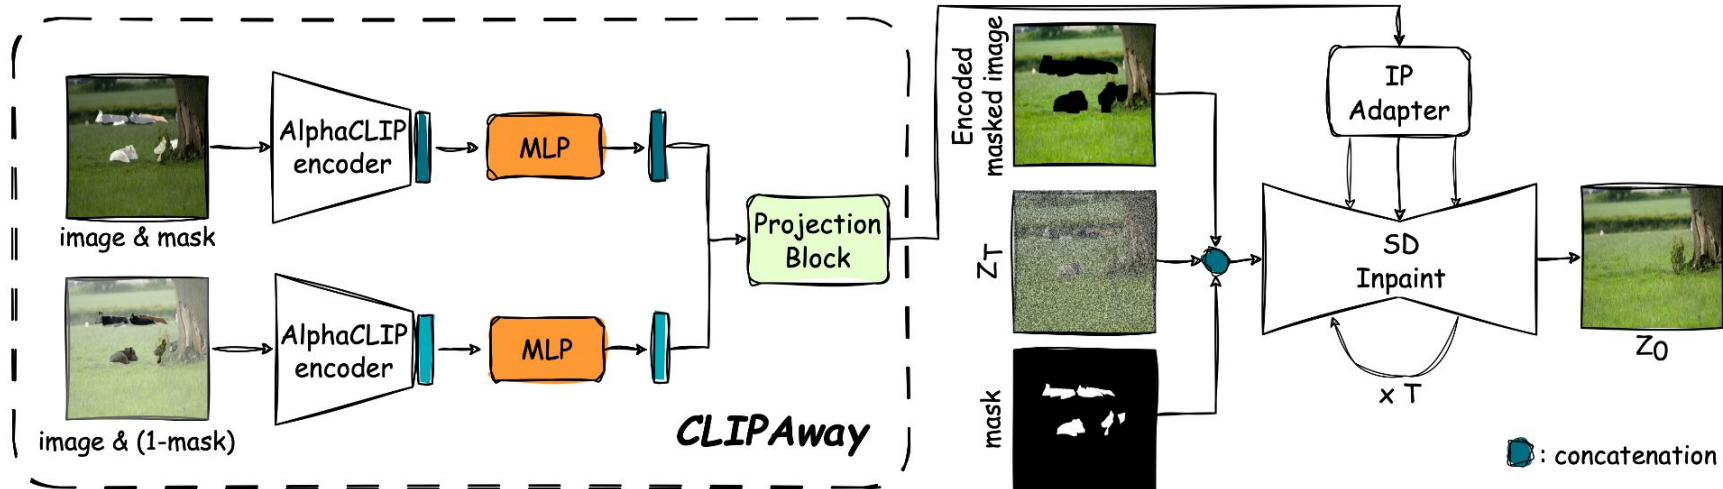 image & mask
AlphaCLIP
encoder
MLP
image & (1-mask)
AlphaCLIP
encoder
MLP
Projection
Block
CLIPAway
Encoded
masked image
ZT
mask
IP
Adapter
SD
Inpaint
x T
Z0
: concatenation